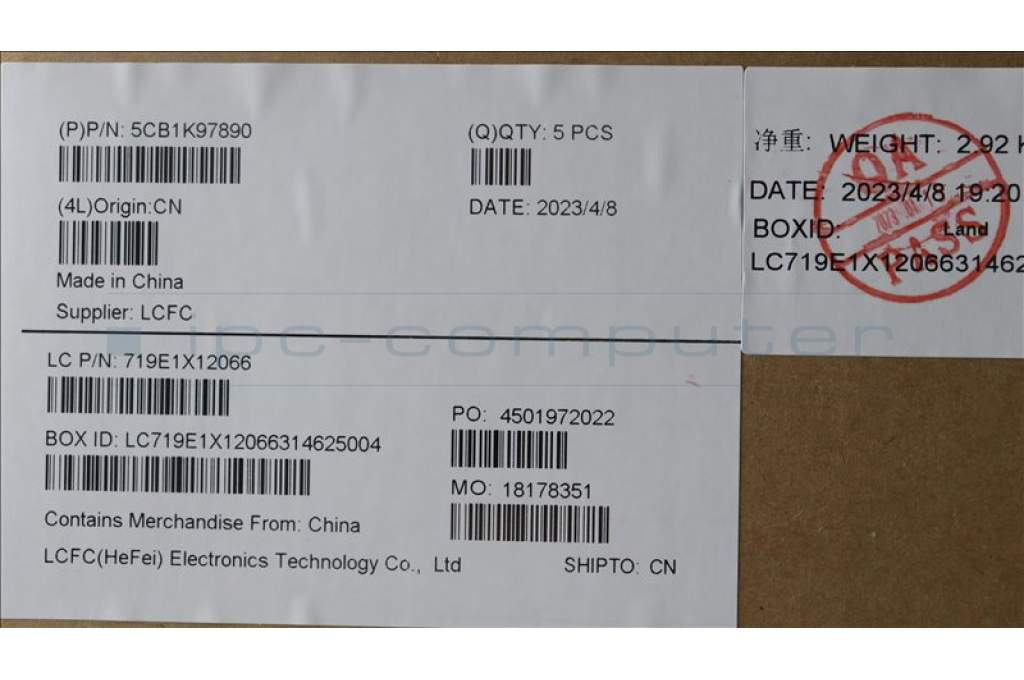 (P)P/N: 5CB1K97890
(Q)QTY: 5 PCS
(4L)Origin:CN
DATE: 2023/4/8
Made in China
Supplier: LCFC
LC P/N: 719E1X12066
PO: 4501972022
BOX ID: LC719E1X12066314625004
MO: 18178351
Contains Merchandise From: China
LCFC(HeFei) Electronics Technology Co., Ltd
SHIPTO: CN
净重: WEIGHT: 2.92
DATE: 2023/4/8 19:20
BOXID: Land
LC719E1X1206631462
QA
PASS
ipc-computer